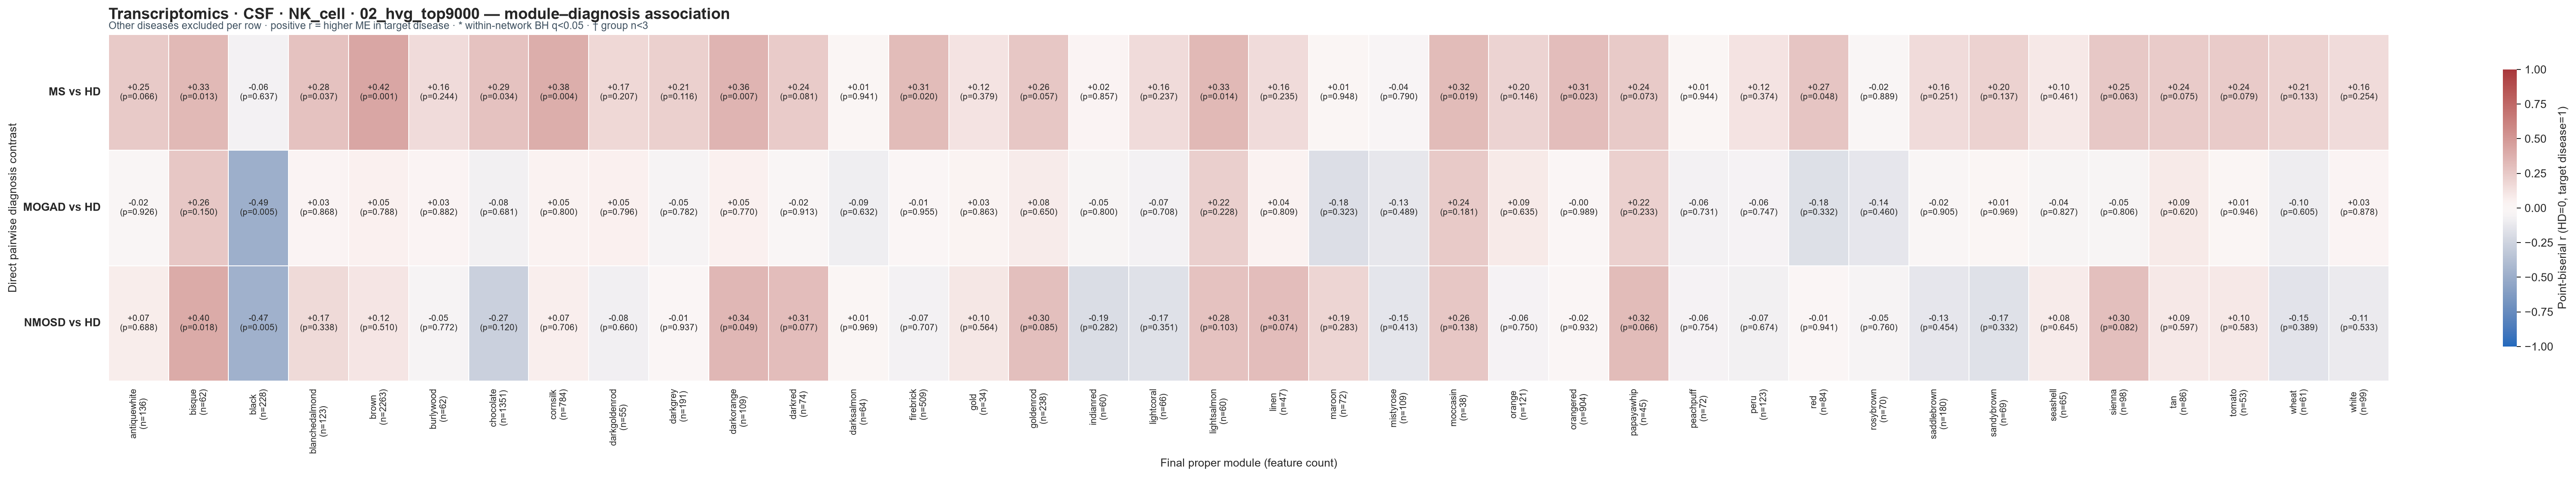 Transcriptomics · CSF · NK_cell · 02_hvg_top9000 — module–diagnosis association
Other diseases excluded per row · positive r = higher ME in target disease · * within-network BH q<0.05 · † group n<3
Direct pairwise diagnosis contrast
MS vs HD
+0.25 +0.33 -0.06 +0.28 +0.42 +0.16 +0.29 +0.38 +0.17 +0.21 +0.36 +0.24 +0.01 +0.31 +0.12 +0.26 +0.02 +0.16 +0.33 +0.16 +0.01 -0.04 +0.32 +0.20 +0.31 +0.24 +0.01 +0.12 +0.27 -0.02 +0.16 +0.20 +0.10 +0.25 +0.24 +0.24 +0.21 +0.16
(p=0.066) (p=0.013) (p=0.637) (p=0.037) (p=0.001) (p=0.244) (p=0.034) (p=0.004) (p=0.207) (p=0.116) (p=0.007) (p=0.081) (p=0.941) (p=0.020) (p=0.379) (p=0.057) (p=0.857) (p=0.237) (p=0.014) (p=0.235) (p=0.948) (p=0.790) (p=0.019) (p=0.146) (p=0.023) (p=0.073) (p=0.944) (p=0.374) (p=0.048) (p=0.889) (p=0.251) (p=0.137) (p=0.461) (p=0.063) (p=0.075) (p=0.079) (p=0.133) (p=0.254)
MOGAD vs HD
-0.02 +0.26 -0.49 +0.03 +0.05 +0.03 -0.08 +0.05 +0.05 -0.05 +0.05 -0.02 -0.09 -0.01 +0.03 +0.08 -0.05 -0.07 +0.22 +0.04 -0.18 -0.13 +0.24 +0.09 -0.00 +0.22 -0.06 -0.06 -0.18 -0.14 -0.02 +0.01 -0.04 -0.05 +0.09 +0.01 -0.10 +0.03
(p=0.926) (p=0.150) (p=0.005) (p=0.868) (p=0.788) (p=0.882) (p=0.681) (p=0.800) (p=0.796) (p=0.782) (p=0.770) (p=0.913) (p=0.632) (p=0.955) (p=0.863) (p=0.650) (p=0.800) (p=0.708) (p=0.228) (p=0.809) (p=0.323) (p=0.489) (p=0.181) (p=0.635) (p=0.989) (p=0.233) (p=0.731) (p=0.747) (p=0.332) (p=0.460) (p=0.905) (p=0.969) (p=0.827) (p=0.806) (p=0.620) (p=0.946) (p=0.605) (p=0.878)
NMOSD vs HD
+0.07 +0.40 -0.47 +0.17 +0.12 -0.05 -0.27 +0.07 -0.08 -0.01 +0.34 +0.31 +0.01 -0.07 +0.10 +0.30 -0.19 -0.17 +0.28 +0.31 +0.19 -0.15 +0.26 -0.06 -0.02 +0.32 -0.06 -0.07 -0.01 -0.05 -0.13 -0.17 +0.08 +0.30 +0.09 +0.10 -0.15 -0.11
(p=0.688) (p=0.018) (p=0.005) (p=0.338) (p=0.510) (p=0.772) (p=0.120) (p=0.706) (p=0.660) (p=0.937) (p=0.049) (p=0.077) (p=0.969) (p=0.707) (p=0.564) (p=0.085) (p=0.282) (p=0.351) (p=0.103) (p=0.074) (p=0.283) (p=0.413) (p=0.138) (p=0.750) (p=0.932) (p=0.066) (p=0.754) (p=0.674) (p=0.941) (p=0.760) (p=0.454) (p=0.332) (p=0.645) (p=0.082) (p=0.597) (p=0.583) (p=0.389) (p=0.533)
antiquewhite
(n=136)
bisque
(n=62)
black
(n=228)
blanchedalmond
(n=123)
brown
(n=2263)
burlywood
(n=62)
chocolate
(n=1351)
cornsilk
(n=784)
darkgoldenrod
(n=55)
darkgrey
(n=191)
darkorange
(n=109)
darkred
(n=74)
darksalmon
(n=64)
firebrick
(n=509)
gold
(n=34)
goldenrod
(n=238)
indianred
(n=60)
lightcoral
(n=66)
lightsalmon
(n=60)
linen
(n=47)
maroon
(n=72)
mistyrose
(n=109)
moccasin
(n=38)
orange
(n=121)
orangered
(n=904)
papayawhip
(n=45)
peachpuff
(n=72)
peru
(n=123)
red
(n=84)
rosybrown
(n=70)
saddlebrown
(n=180)
sandybrown
(n=69)
seashell
(n=65)
sienna
(n=98)
tan
(n=86)
tomato
(n=53)
wheat
(n=61)
white
(n=99)
Final proper module (feature count)
1.00
0.75
0.50
0.25
0.00
−0.25
−0.50
−0.75
−1.00
Point-biserial r (HD=0, target disease=1)